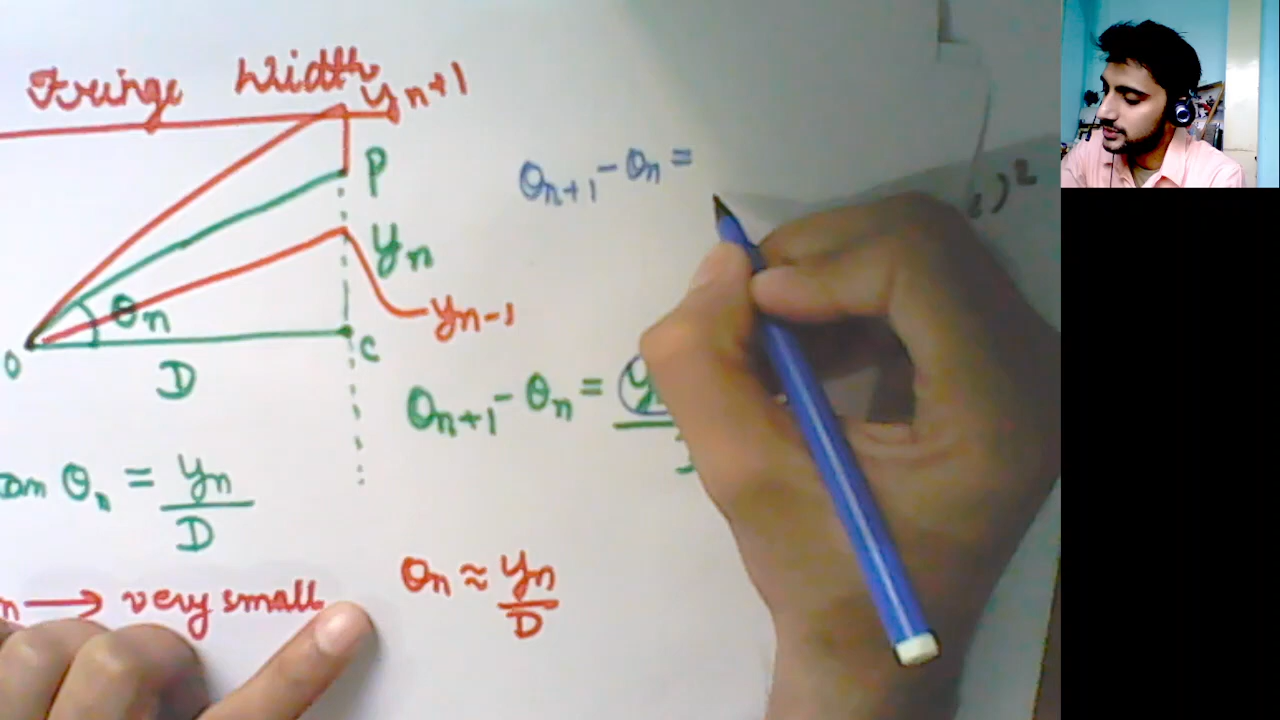 Fringe Width
y n+1
P
θn+1 - θn =
)²
yn
θn
yn-1
O
D
C
θn+1 - θn = y
tan θn = yn
D
n → very small
θn ≈ yn
D